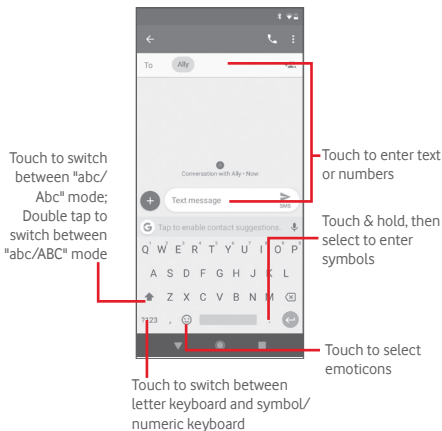 To Ally
Conversation with Ally • Now
Text message
SMS
G Tap to enable contact suggestions.
Q W E R T Y U I O P
A S D F G H J K L
Z X C V B N M
?123 , .
Touch to switch
between "abc/
Abc" mode;
Double tap to
switch between
"abc/ABC" mode
Touch to enter text
or numbers
Touch & hold, then
select to enter
symbols
Touch to select
emoticons
Touch to switch between
letter keyboard and symbol/
numeric keyboard